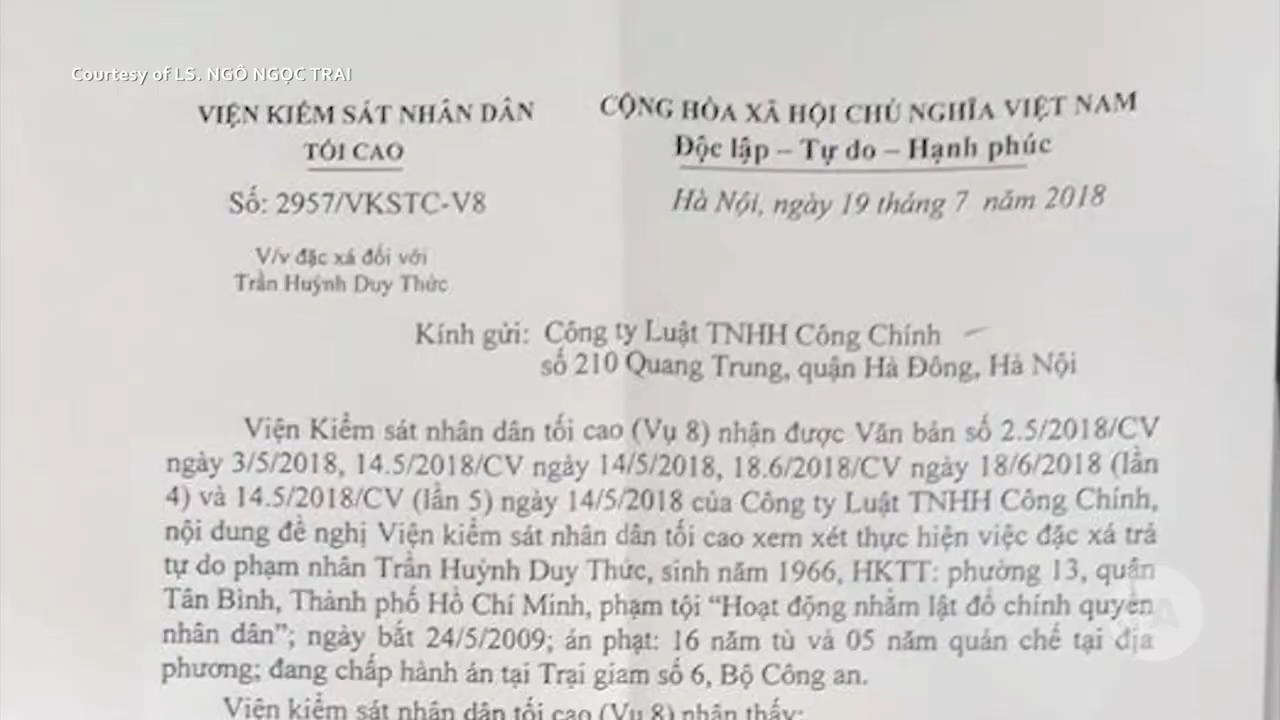 Courtesy of LS. NGÔ NGỌC TRAI
VIỆN KIỂM SÁT NHÂN DÂN
TỐI CAO
Số: 2957/VKSTC-V8
V/v đặc xá đối với
Trần Huỳnh Duy Thức
CỘNG HÒA XÃ HỘI CHỦ NGHĨA VIỆT NAM
Độc lập – Tự do – Hạnh phúc
Hà Nội, ngày 19 tháng 7 năm 2018
Kính gửi: Công ty Luật TNHH Công Chính
số 210 Quang Trung, quận Hà Đông, Hà Nội
Viện Kiểm sát nhân dân tối cao (Vụ 8) nhận được Văn bản số 2.5/2018/CV
ngày 3/5/2018, 14.5/2018/CV ngày 14/5/2018, 18.6/2018/CV ngày 18/6/2018 (lần
4) và 14.5/2018/CV (lần 5) ngày 14/5/2018 của Công ty Luật TNHH Công Chính,
nội dung đề nghị Viện kiểm sát nhân dân tối cao xem xét thực hiện việc đặc xá trả
tự do phạm nhân Trần Huỳnh Duy Thức, sinh năm 1966, HKTT: phường 13, quận
Tân Bình, Thành phố Hồ Chí Minh, phạm tội “Hoạt động nhằm lật đổ chính quyền
nhân dân”; ngày bắt 24/5/2009; án phạt: 16 năm tù và 05 năm quản chế tại địa
phương; đang chấp hành án tại Trại giam số 6, Bộ Công an.
Viện kiểm sát nhân dân tối cao (Vụ 8) nhận thấy: